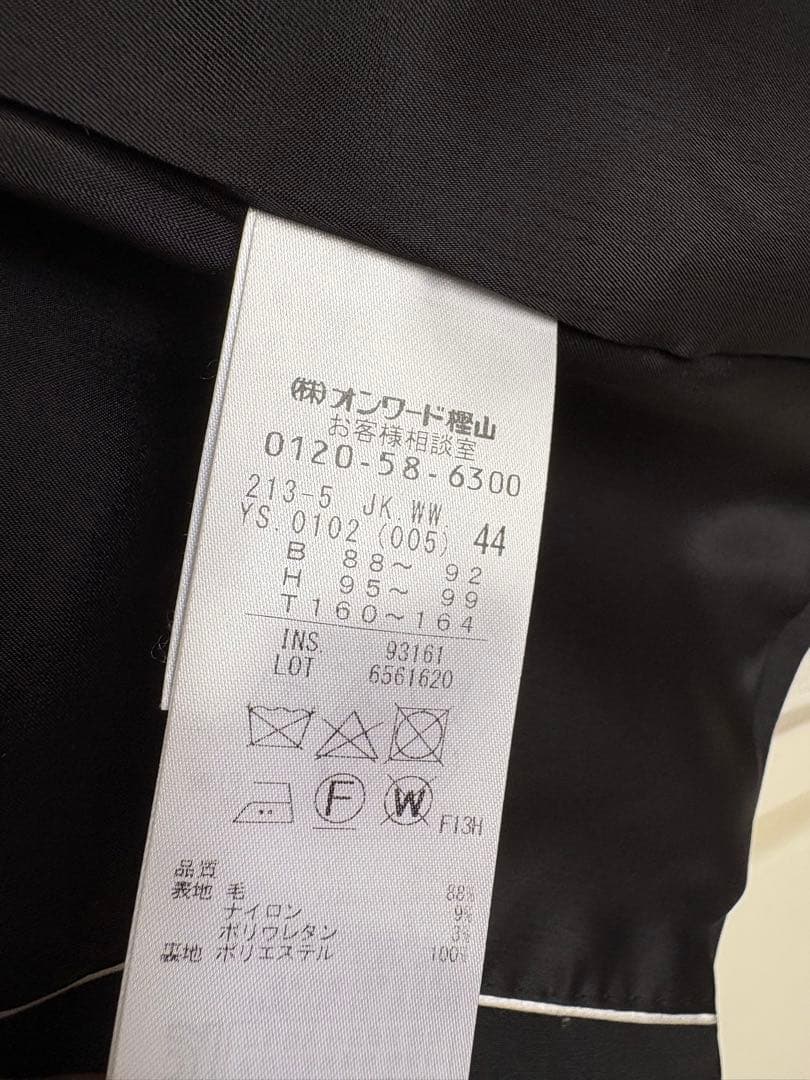 (株)オンワード樫山
お客様相談室
0120-58-6300
213-5 JK.WW.
YS.0102 (005) 44
B 88～ 92
H 95～ 99
T 160～164
INS. 93161
LOT 6561620
F W F13H
品質
表地 毛 88%
ナイロン 9%
ポリウレタン 3%
裏地 ポリエステル 100%